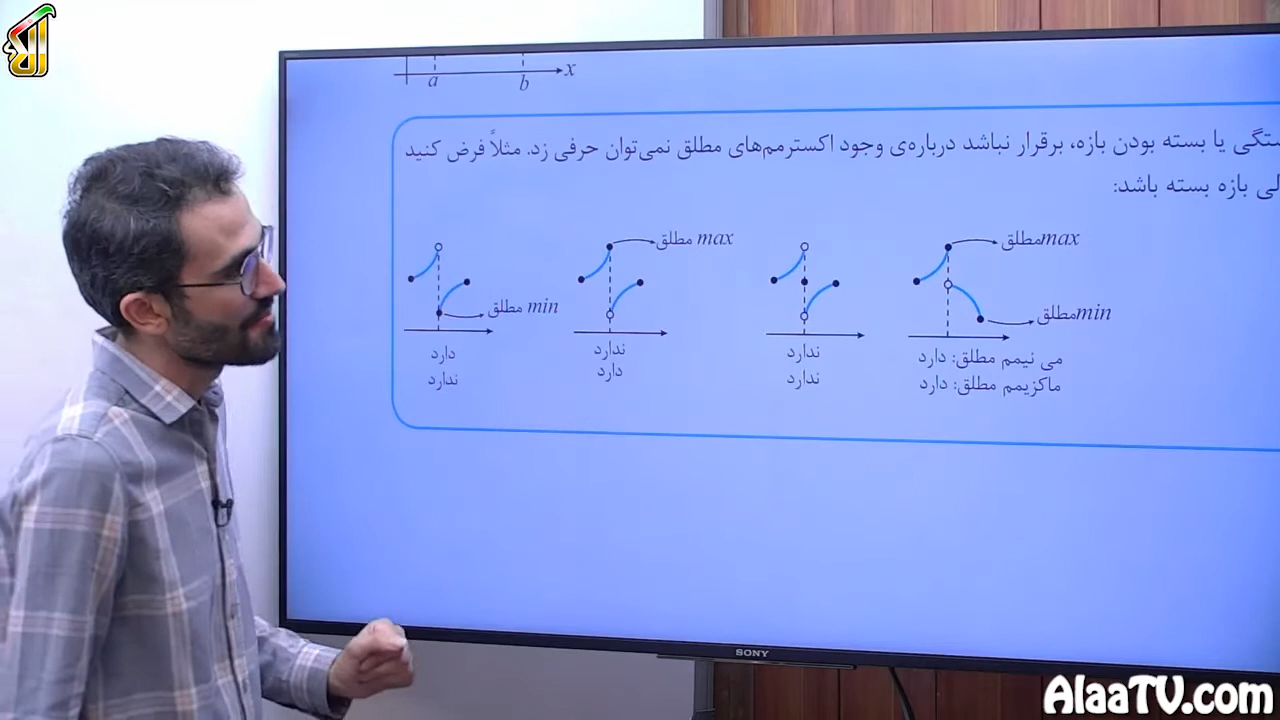 آلاء
a b x
ستگی یا بسته بودن بازه، برقرار نباشد درباره‌ی وجود اکسترمم‌های مطلق نمی‌توان حرفی زد. مثلاً فرض کنید
لی بازه بسته باشد:
max مطلق
min مطلق
می نیمم مطلق: دارد
ماکزیمم مطلق: دارد
ندارد
ندارد
max مطلق
ندارد
دارد
min مطلق
دارد
ندارد
SONY
AlaaTV.com